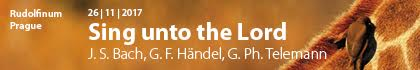 Rudolfinum
Prague
26 | 11 | 2017
Sing unto the Lord
J. S. Bach, G. F. Händel, G. Ph. Telemann